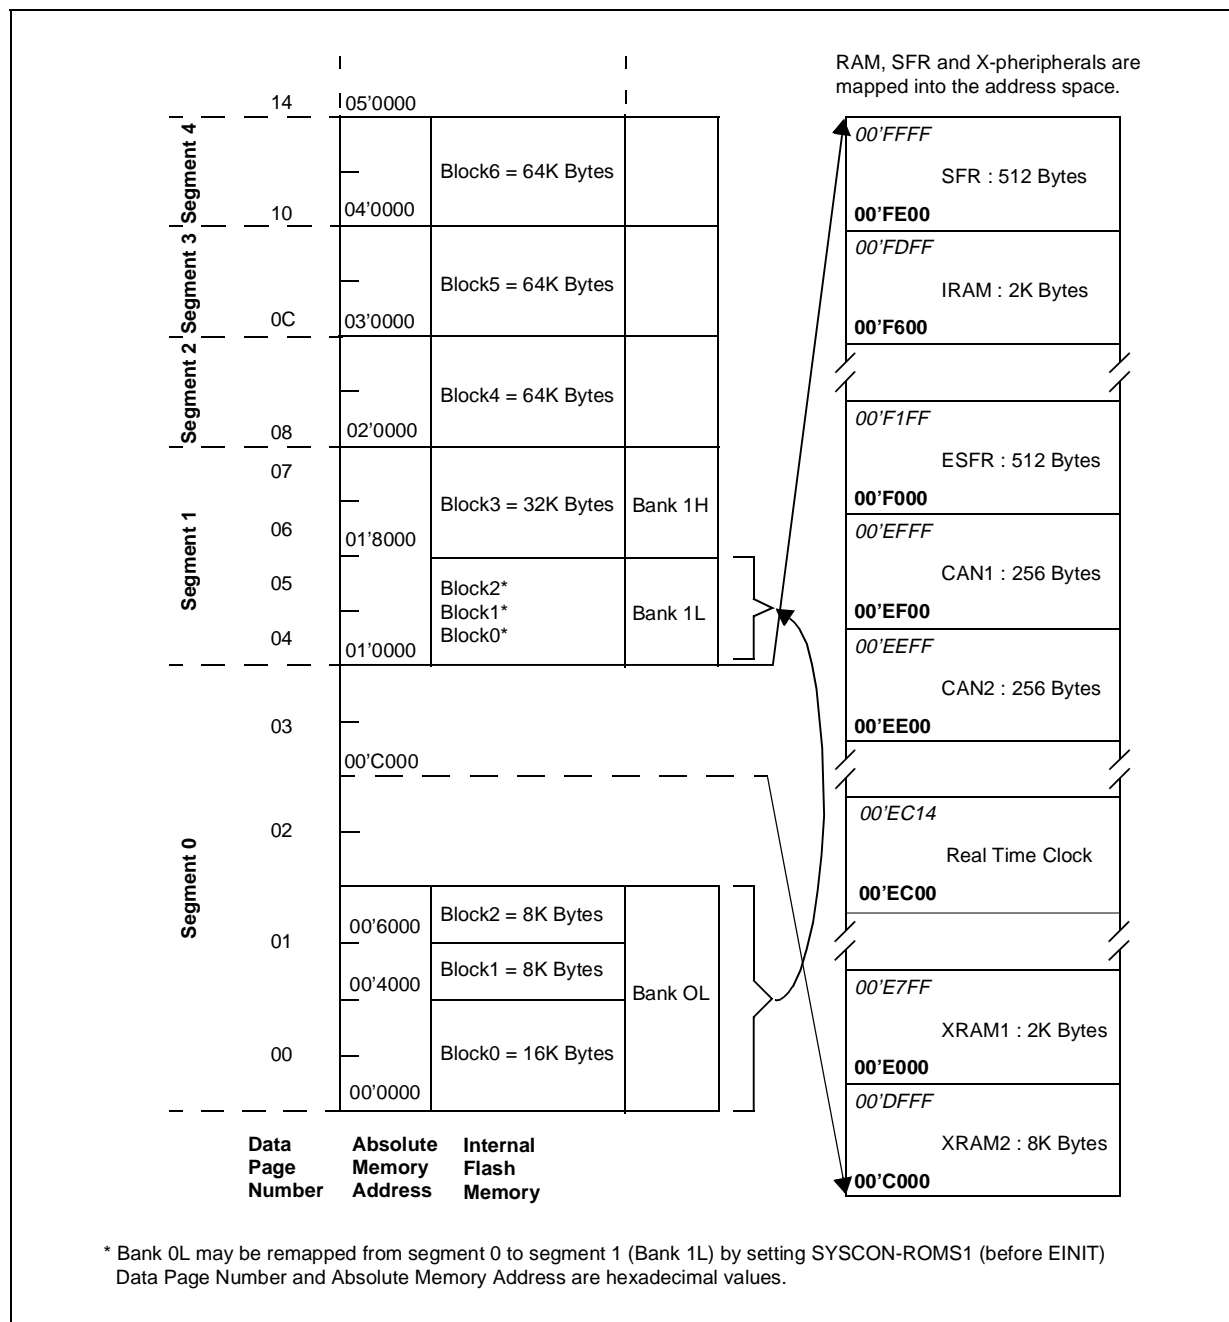 RAM, SFR and X-pheripherals are
mapped into the address space.
14 05'0000
Segment 4
Block6 = 64K Bytes
10 04'0000
Segment 3
Block5 = 64K Bytes
0C 03'0000
Segment 2
Block4 = 64K Bytes
08 02'0000
Segment 1
07
Block3 = 32K Bytes Bank 1H
06 01'8000
05
Block2*
Block1* Bank 1L
Block0*
04 01'0000
Segment 0
03
00'C000
02
Block2 = 8K Bytes
00'6000
01
Block1 = 8K Bytes
00'4000 Bank OL
00 Block0 = 16K Bytes
00'0000
Data Page Number
Absolute Memory Address
Internal Flash Memory
00'FFFF
SFR : 512 Bytes
00'FE00
00'FDFF
IRAM : 2K Bytes
00'F600
00'F1FF
ESFR : 512 Bytes
00'F000
00'EFFF
CAN1 : 256 Bytes
00'EF00
00'EEFF
CAN2 : 256 Bytes
00'EE00
00'EC14
Real Time Clock
00'EC00
00'E7FF
XRAM1 : 2K Bytes
00'E000
00'DFFF
XRAM2 : 8K Bytes
00'C000
* Bank 0L may be remapped from segment 0 to segment 1 (Bank 1L) by setting SYSCON-ROMS1 (before EINIT)
Data Page Number and Absolute Memory Address are hexadecimal values.